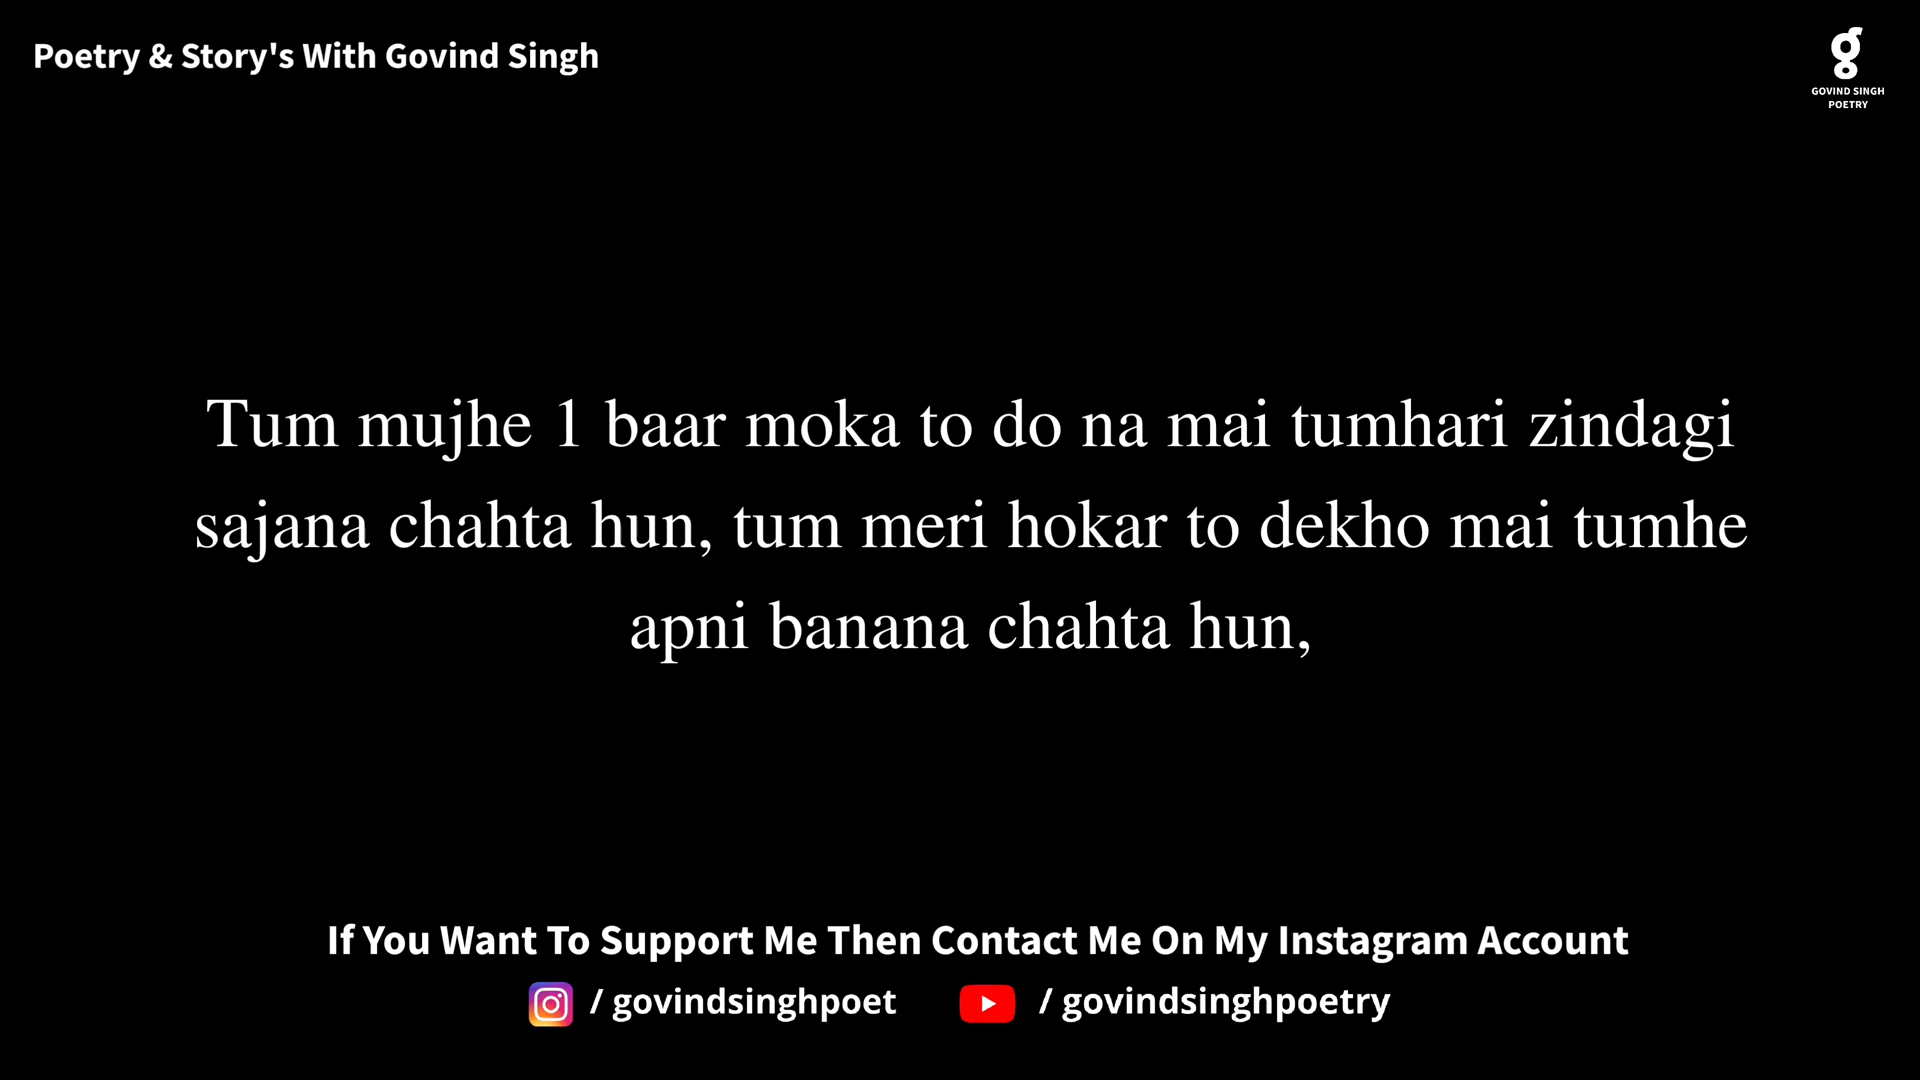 Poetry & Story's With Govind Singh
GOVIND SINGH
POETRY
Tum mujhe 1 baar moka to do na mai tumhari zindagi
sajana chahta hun, tum meri hokar to dekho mai tumhe
apni banana chahta hun,
If You Want To Support Me Then Contact Me On My Instagram Account
/ govindsinghpoet
/ govindsinghpoetry